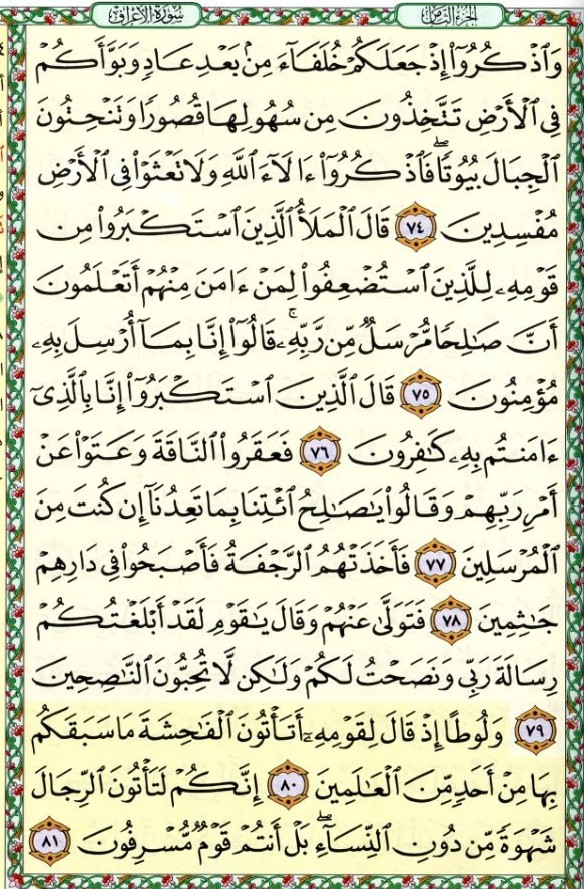 سُورَةُ الأَعْرَافِ الجُزْءُ الثَّامِنُ
وَٱذْكُرُوٓا۟ إِذْ جَعَلَكُمْ خُلَفَآءَ مِنۢ بَعْدِ عَادٍ وَبَوَّأَكُمْ
فِى ٱلْأَرْضِ تَتَّخِذُونَ مِن سُهُولِهَا قُصُورًا وَتَنْحِتُونَ
ٱلْجِبَالَ بُيُوتًا ۖ فَٱذْكُرُوٓا۟ ءَالَآءَ ٱللَّهِ وَلَا تَعْثَوْا۟ فِى ٱلْأَرْضِ
مُفْسِدِينَ ٧٤ قَالَ ٱلْمَلَأُ ٱلَّذِينَ ٱسْتَكْبَرُوا۟ مِن
قَوْمِهِۦ لِلَّذِينَ ٱسْتُضْعِفُوا۟ لِمَنْ ءَامَنَ مِنْهُمْ أَتَعْلَمُونَ
أَنَّ صَٰلِحًا مُّرْسَلٌ مِّن رَّبِّهِۦ ۚ قَالُوٓا۟ إِنَّا بِمَآ أُرْسِلَ بِهِۦ
مُؤْمِنُونَ ٧٥ قَالَ ٱلَّذِينَ ٱسْتَكْبَرُوٓا۟ إِنَّا بِٱلَّذِىٓ
ءَامَنتُم بِهِۦ كَٰفِرُونَ ٧٦ فَعَقَرُوا۟ ٱلنَّاقَةَ وَعَتَوْا۟ عَنْ
أَمْرِ رَبِّهِمْ وَقَالُوا۟ يَٰصَٰلِحُ ٱئْتِنَا بِمَا تَعِدُنَآ إِن كُنتَ مِنَ
ٱلْمُرْسَلِينَ ٧٧ فَأَخَذَتْهُمُ ٱلرَّجْفَةُ فَأَصْبَحُوا۟ فِى دَارِهِمْ
جَٰثِمِينَ ٧٨ فَتَوَلَّىٰ عَنْهُمْ وَقَالَ يَٰقَوْمِ لَقَدْ أَبْلَغْتُكُمْ
رِسَالَةَ رَبِّى وَنَصَحْتُ لَكُمْ وَلَٰكِن لَّا تُحِبُّونَ ٱلنَّٰصِحِينَ
٧٩ وَلُوطًا إِذْ قَالَ لِقَوْمِهِۦٓ أَتَأْتُونَ ٱلْفَٰحِشَةَ مَا سَبَقَكُم
بِهَا مِنْ أَحَدٍ مِّنَ ٱلْعَٰلَمِينَ ٨٠ إِنَّكُمْ لَتَأْتُونَ ٱلرِّجَالَ
شَهْوَةً مِّن دُونِ ٱلنِّسَآءِ ۚ بَلْ أَنتُمْ قَوْمٌ مُّسْرِفُونَ ٨١